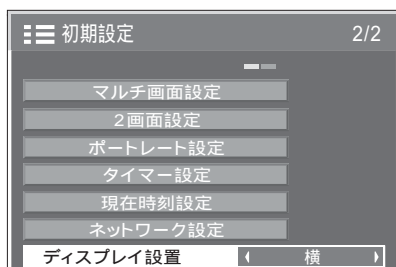 初期設定 2/2
マルチ画面設定
2画面設定
ポートレート設定
タイマー設定
現在時刻設定
ネットワーク設定
ディスプレイ設置 横